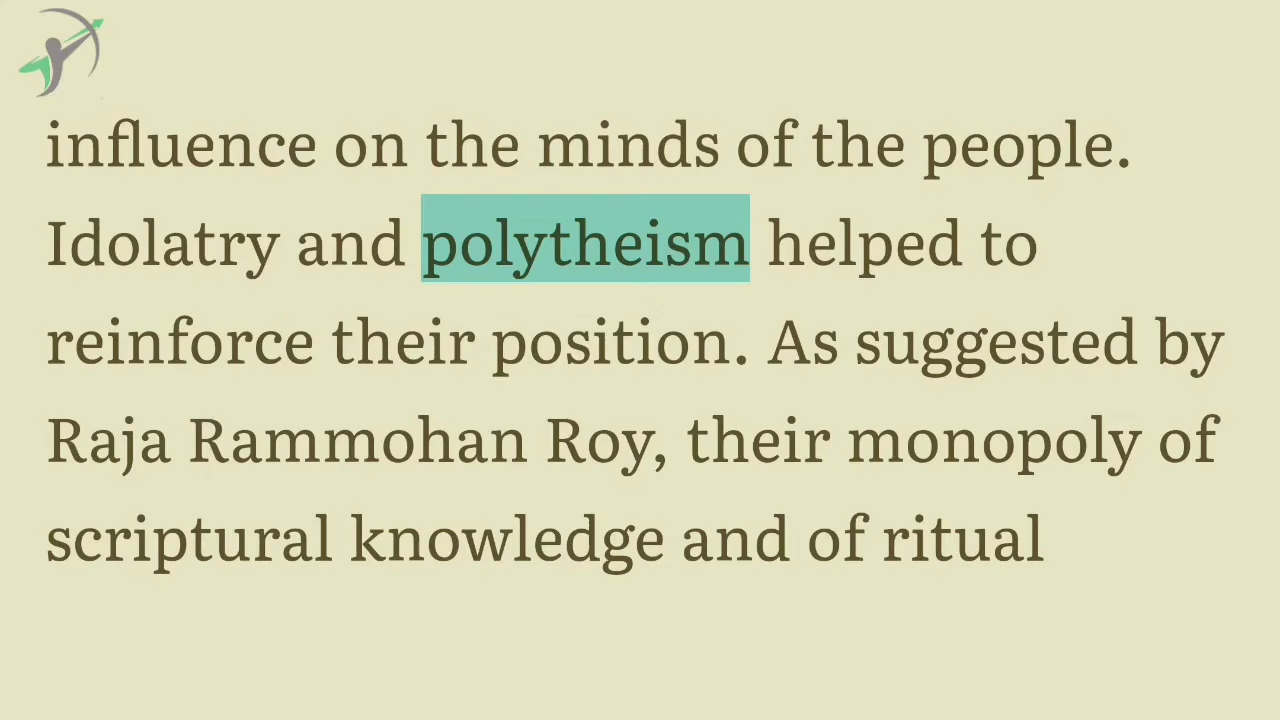 influence on the minds of the people.
Idolatry and polytheism helped to
reinforce their position. As suggested by
Raja Rammohan Roy, their monopoly of
scriptural knowledge and of ritual